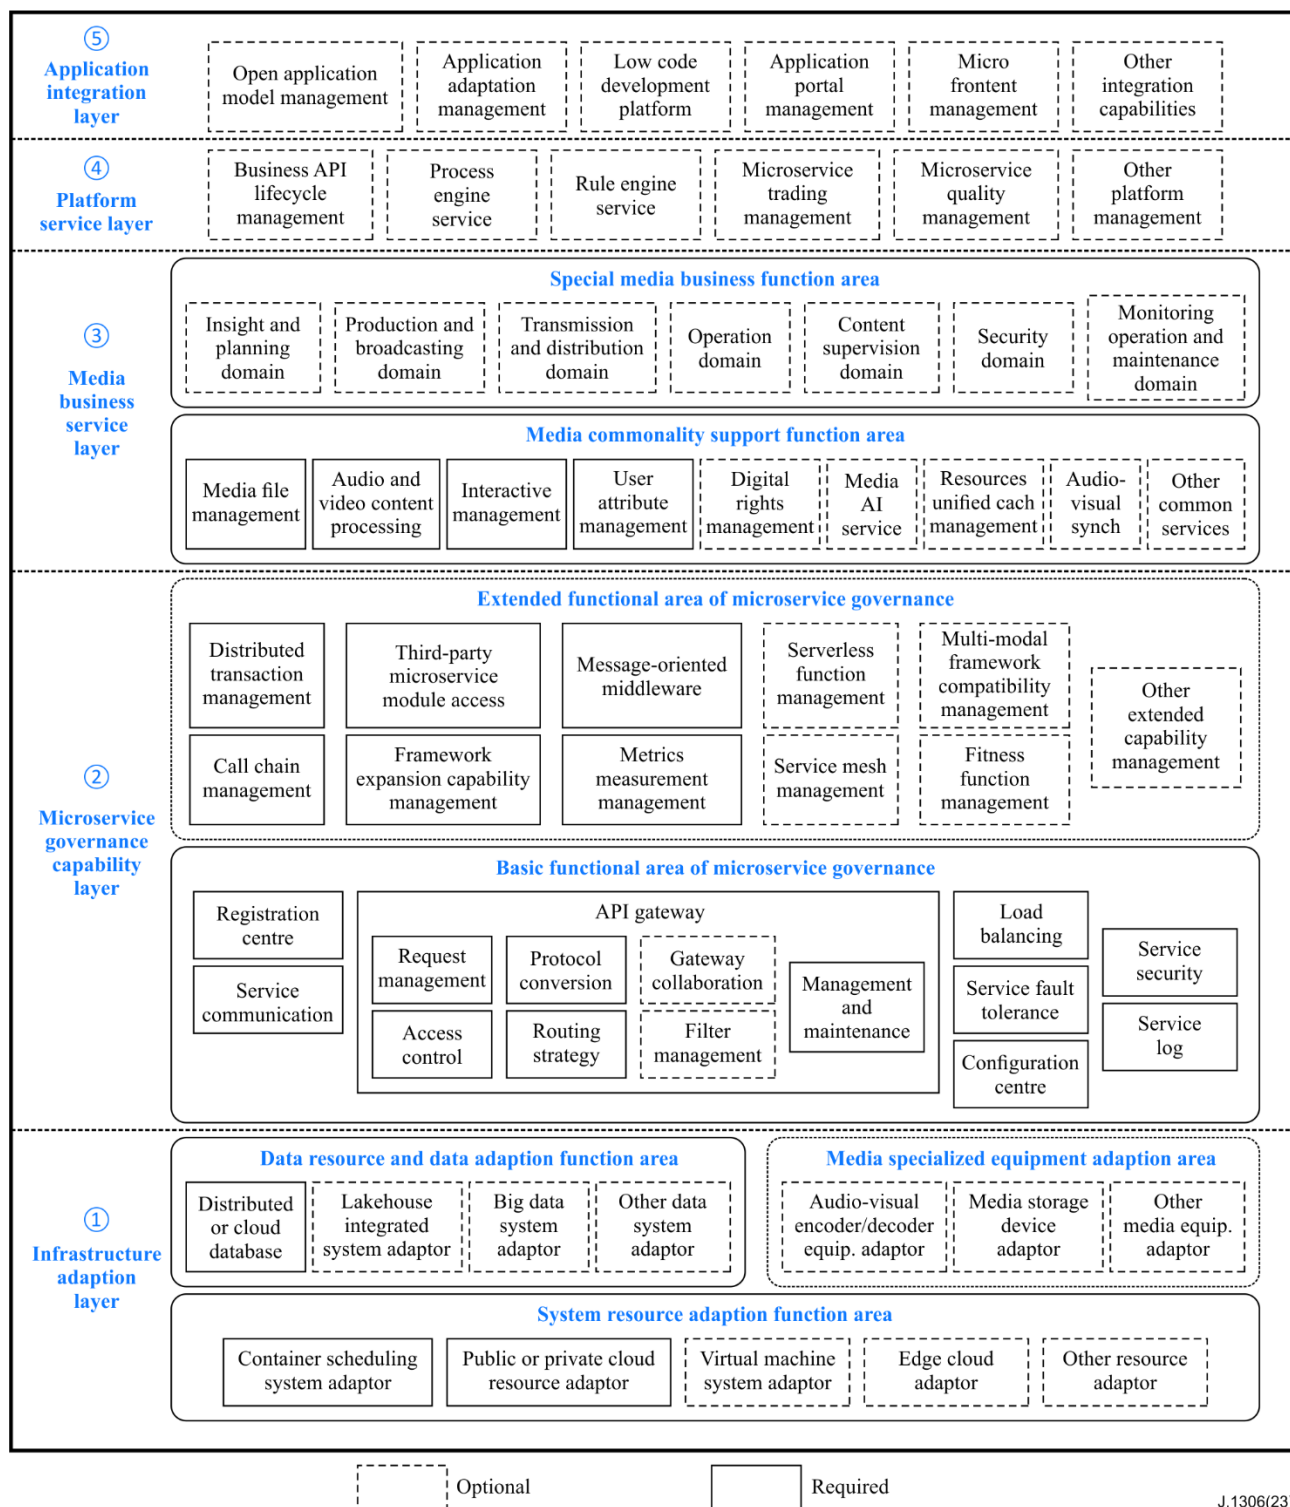 ⑤
Application
integration
layer
Open application
model management
Application
adaptation
management
Low code
development
platform
Application
portal
management
Micro
frontent
management
Other
integration
capabilities
④
Platform
service layer
Business API
lifecycle
management
Process
engine
service
Rule engine
service
Microservice
trading
management
Microservice
quality
management
Other
platform
management
③
Media
business
service
layer
Special media business function area
Insight and
planning
domain
Production and
broadcasting
domain
Transmission
and distribution
domain
Operation
domain
Content
supervision
domain
Security
domain
Monitoring
operation and
maintenance
domain
Media commonality support function area
Media file
management
Audio and
video content
processing
Interactive
management
User
attribute
management
Digital
rights
management
Media
AI
service
Resources
unified cach
management
Audio-
visual
synch
Other
common
services
②
Microservice
governance
capability
layer
Extended functional area of microservice governance
Distributed
transaction
management
Third-party
microservice
module access
Message-oriented
middleware
Serverless
function
management
Multi-modal
framework
compatibility
management
Other
extended
capability
management
Call chain
management
Framework
expansion capability
management
Metrics
measurement
management
Service mesh
management
Fitness
function
management
Basic functional area of microservice governance
Registration
centre
Service
communication
API gateway
Request
management
Protocol
conversion
Gateway
collaboration
Management
and
maintenance
Access
control
Routing
strategy
Filter
management
Load
balancing
Service fault
tolerance
Configuration
centre
Service
security
Service
log
①
Infrastructure
adaption
layer
Data resource and data adaption function area
Distributed
or cloud
database
Lakehouse
integrated
system adaptor
Big data
system
adaptor
Other data
system
adaptor
Media specialized equipment adaption area
Audio-visual
encoder/decoder
equip. adaptor
Media storage
device
adaptor
Other
media equip.
adaptor
System resource adaption function area
Container scheduling
system adaptor
Public or private cloud
resource adaptor
Virtual machine
system adaptor
Edge cloud
adaptor
Other resource
adaptor
Optional
Required
J.1306(23)